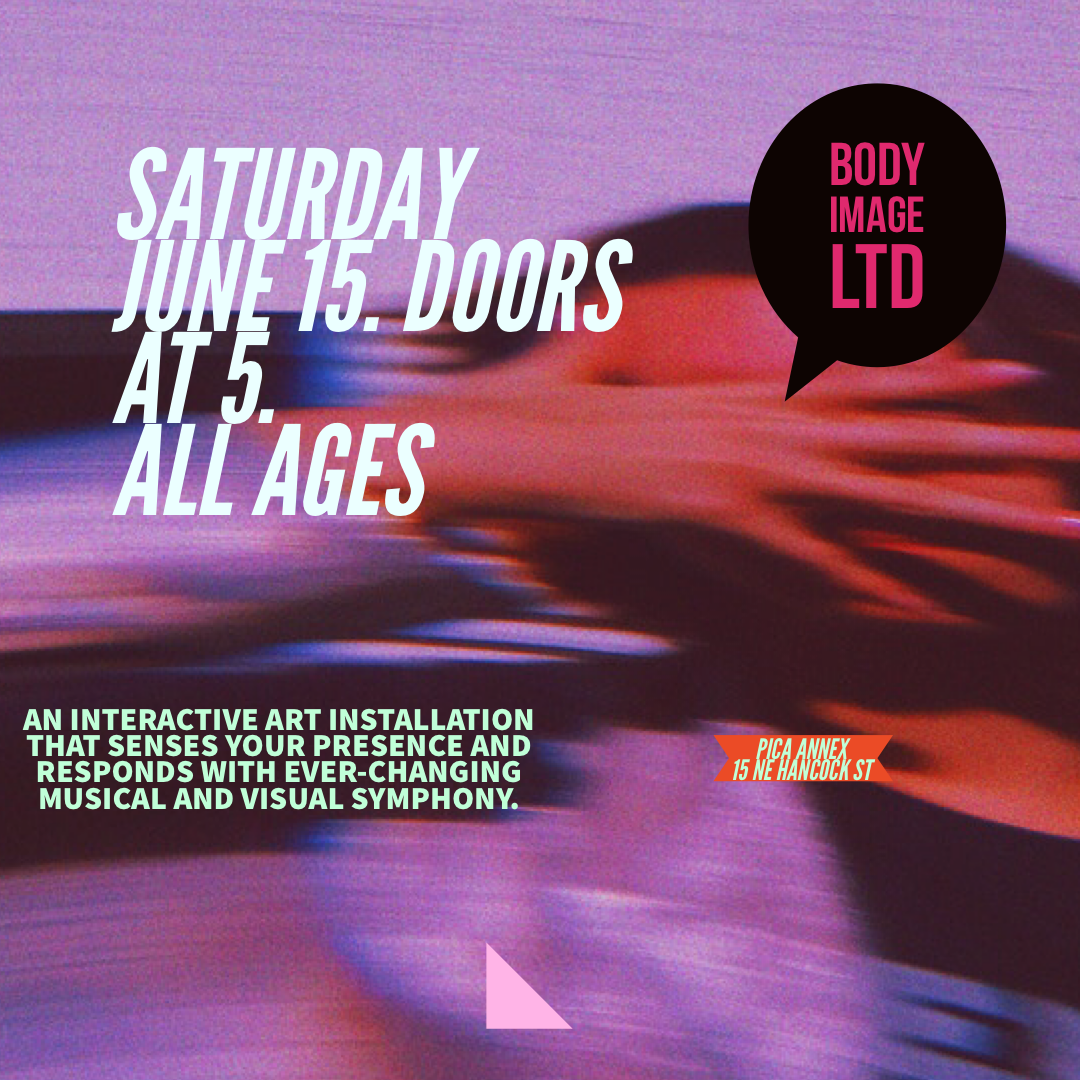 SATURDAY
JUNE 15. DOORS
AT 5.
ALL AGES
BODY
IMAGE
LTD
AN INTERACTIVE ART INSTALLATION
THAT SENSES YOUR PRESENCE AND
RESPONDS WITH EVER-CHANGING
MUSICAL AND VISUAL SYMPHONY.
PICA ANNEX
15 NE HANCOCK ST